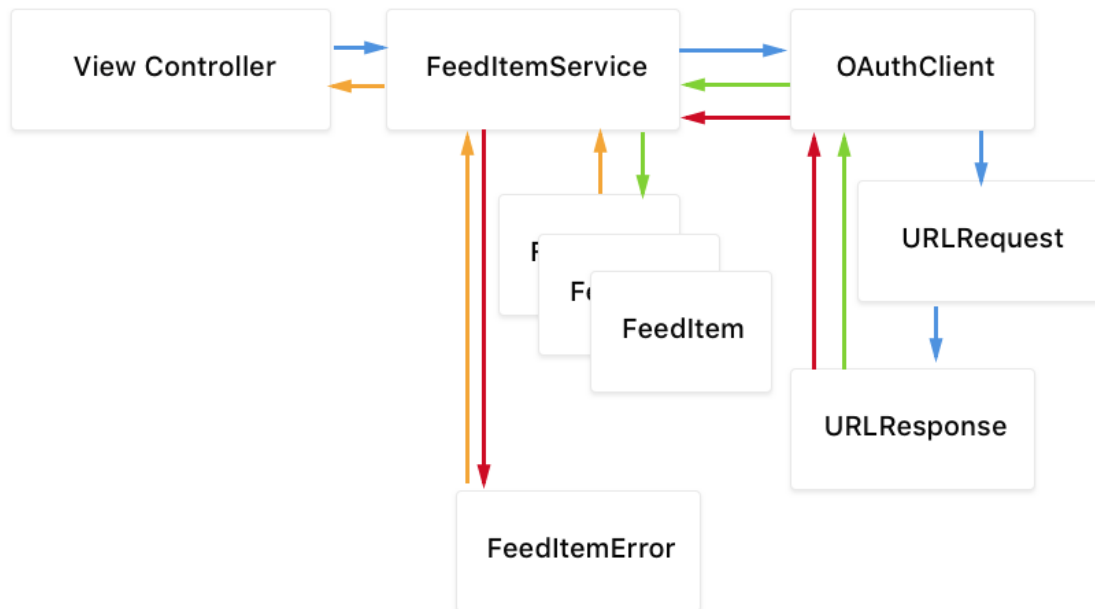 View Controller
FeedItemService
OAuthClient
URLRequest
FeedItem
URLResponse
FeedItemError